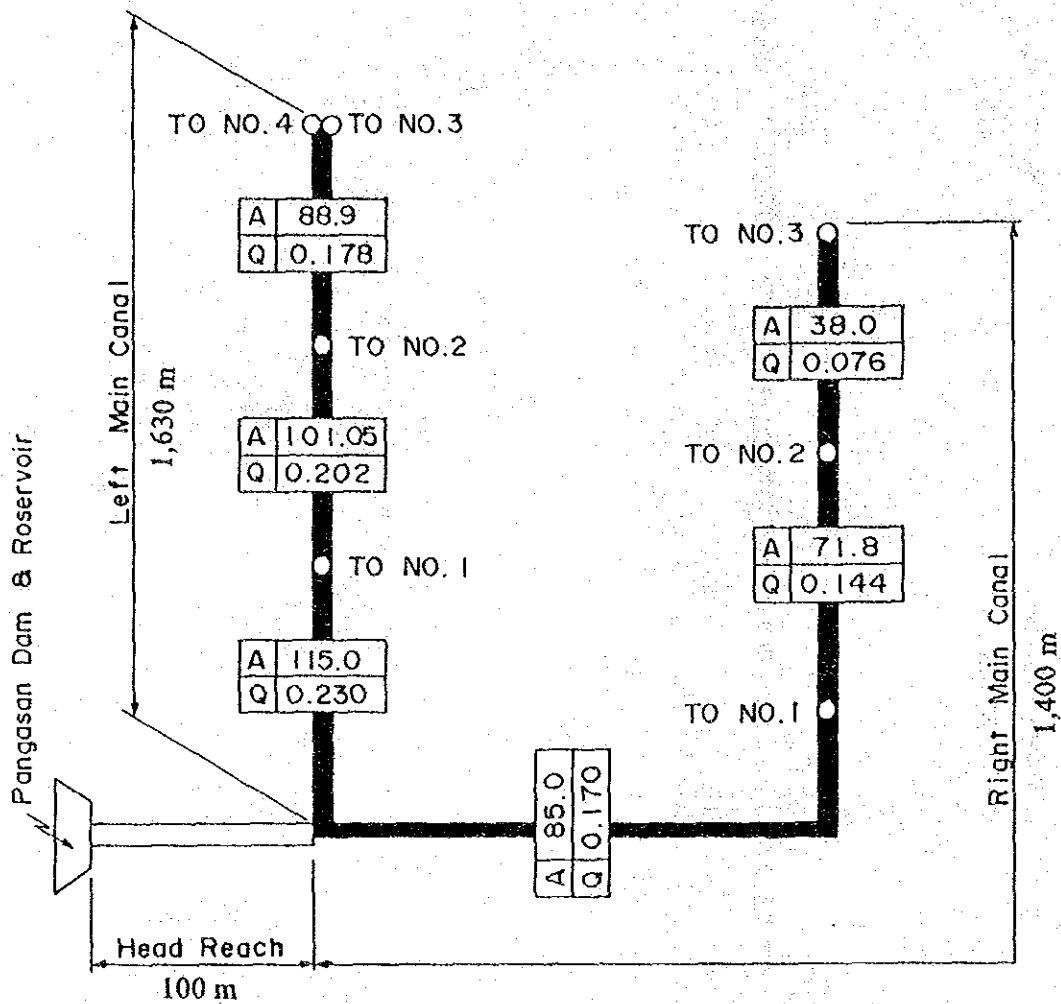 TO NO.4 TO NO.3
A 88.9
Q 0.178
TO NO.3
TO NO.2
A 38.0
Q 0.076
Left Main Canal
1,630 m
A 101.05
Q 0.202
TO NO.2
TO NO.1
A 71.8
Q 0.144
A 115.0
Q 0.230
TO NO.1
Pangasan Dam & Roservoir
A 85.0
Q 0.170
Right Main Canal
1,400 m
Head Reach
100 m